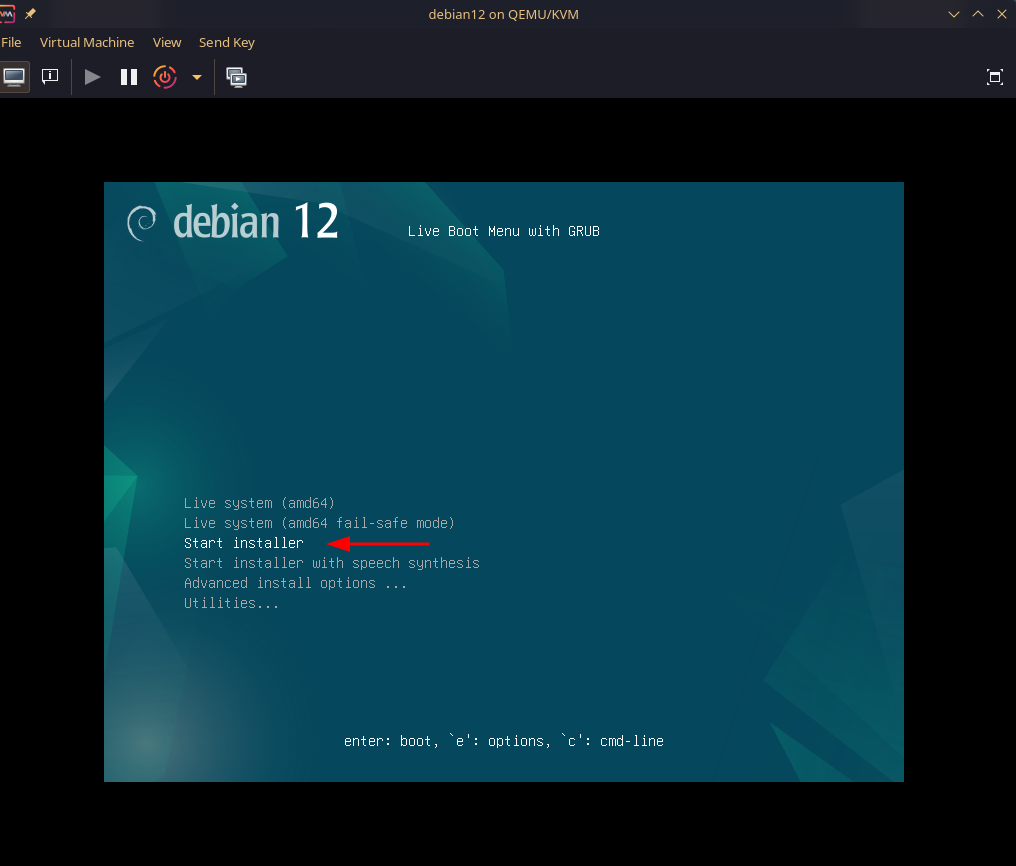 debian12 on QEMU/KVM
File Virtual Machine View Send Key
debian 12
Live Boot Menu with GRUB
Live system (amd64)
Live system (amd64 fail-safe mode)
Start installer
Start installer with speech synthesis
Advanced install options ...
Utilities...
enter: boot, `e': options, `c': cmd-line